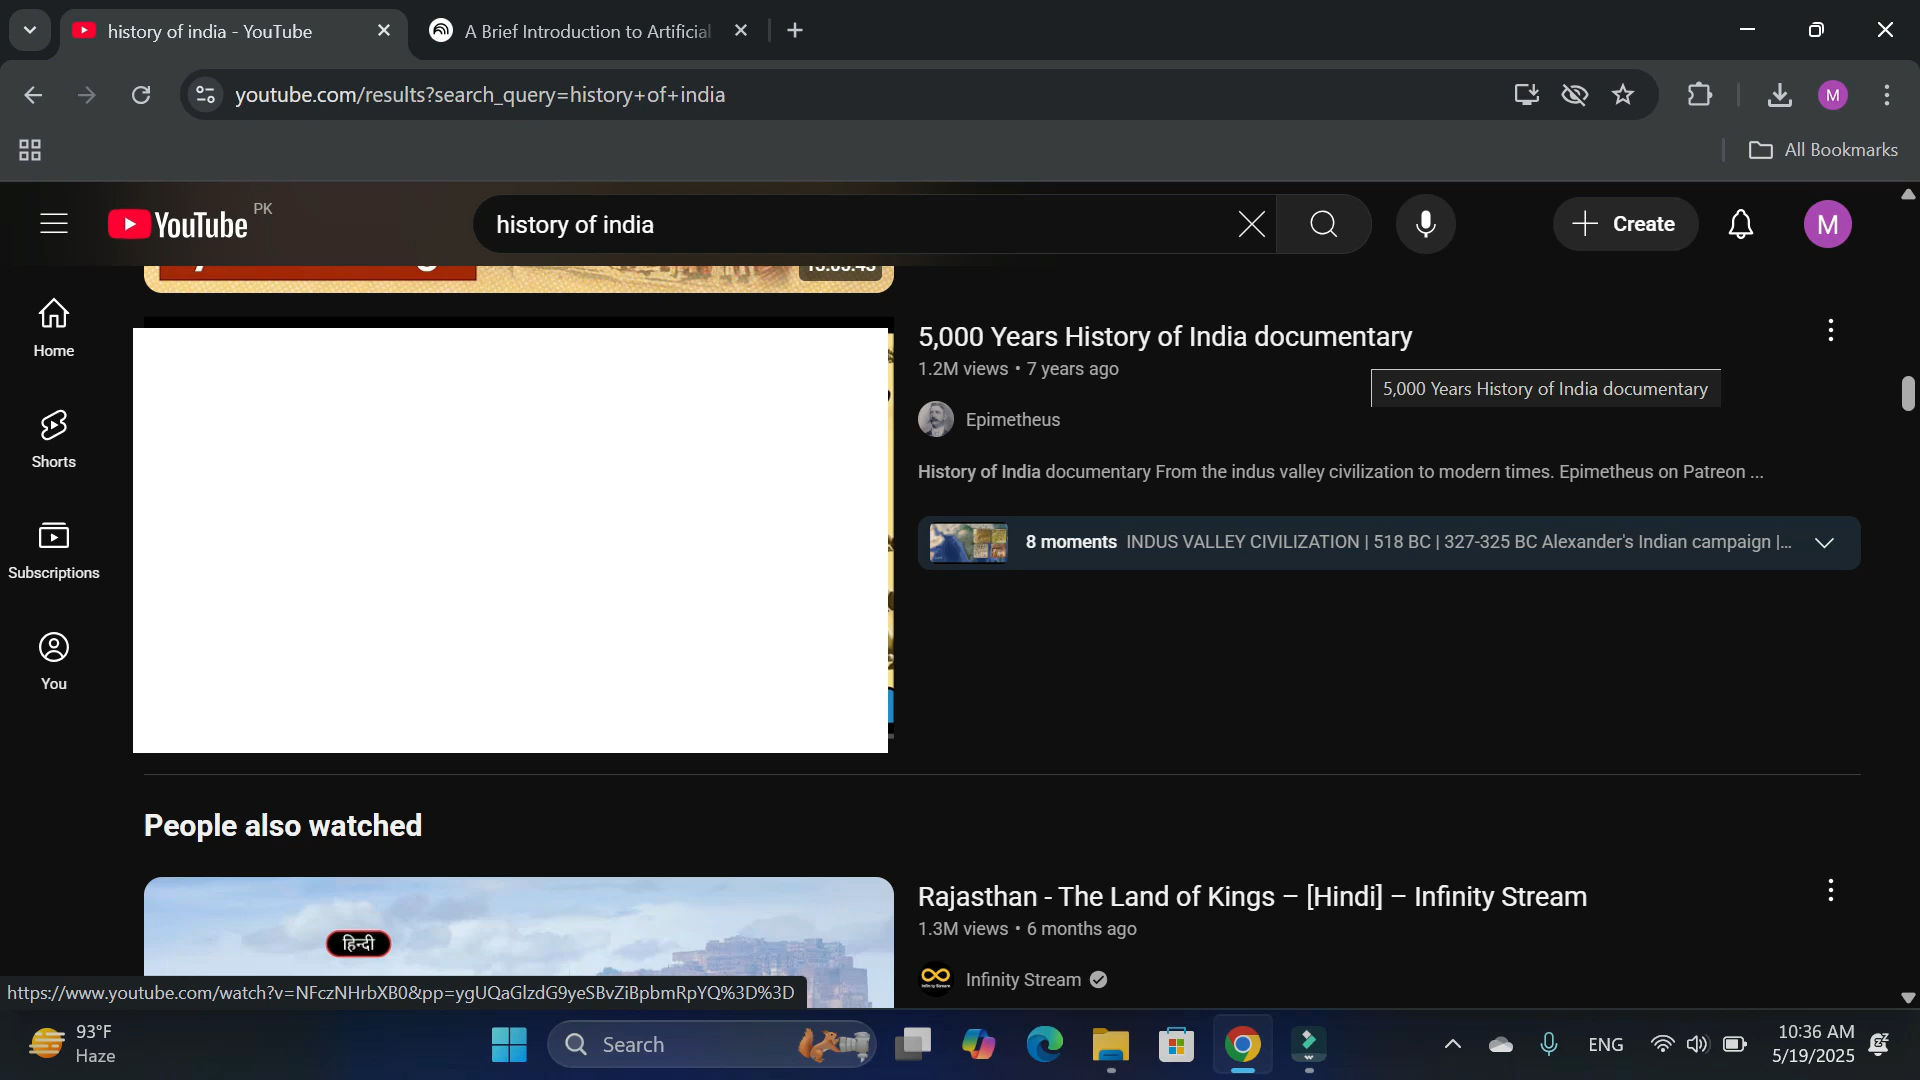 history of india - YouTube
A Brief Introduction to Artificial
youtube.com/results?search_query=history+of+india
M
All Bookmarks
YouTube PK
history of india
Create
M
Home
Shorts
Subscriptions
You
5,000 Years History of India documentary
1.2M views • 7 years ago
5,000 Years History of India documentary
Epimetheus
History of India documentary From the indus valley civilization to modern times. Epimetheus on Patreon ...
8 moments INDUS VALLEY CIVILIZATION | 518 BC | 327-325 BC Alexander's Indian campaign |...
People also watched
Rajasthan - The Land of Kings – [Hindi] – Infinity Stream
1.3M views • 6 months ago
हिन्दी
Infinity Stream
https://www.youtube.com/watch?v=NFczNHrbXB0&pp=ygUQaGlzdG9yeSBvZiBpbmRpYQ%3D%3D
93°F
Haze
Search
ENG
10:36 AM
5/19/2025